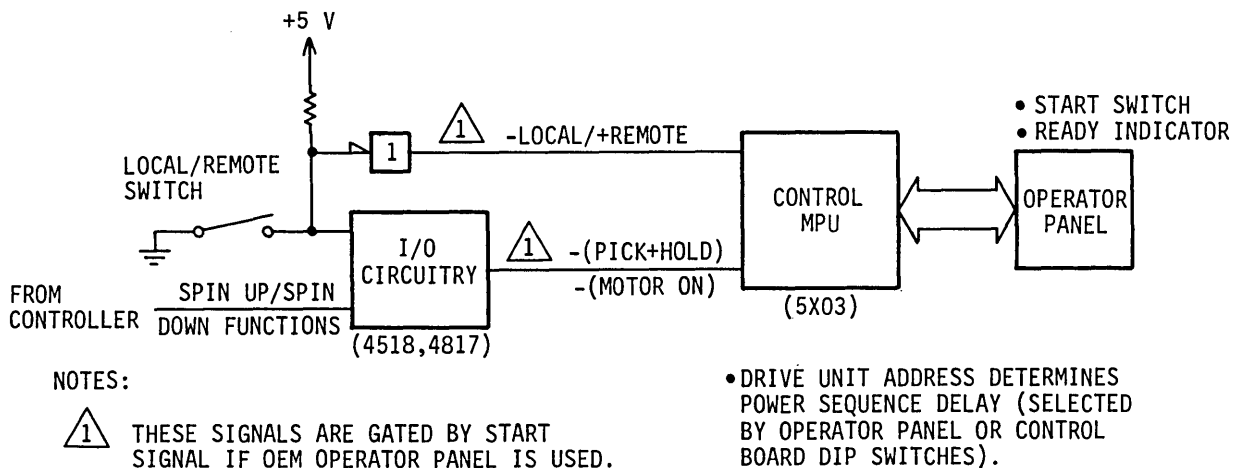 +5 V
LOCAL/REMOTE
SWITCH
1
1
-LOCAL/+REMOTE
I/O
CIRCUITRY
(4518,4817)
FROM
CONTROLLER
SPIN UP/SPIN
DOWN FUNCTIONS
1
-(PICK+HOLD)
-(MOTOR ON)
CONTROL
MPU
(5X03)
• START SWITCH
• READY INDICATOR
OPERATOR
PANEL
NOTES:
1 THESE SIGNALS ARE GATED BY START
SIGNAL IF OEM OPERATOR PANEL IS USED.
• DRIVE UNIT ADDRESS DETERMINES
POWER SEQUENCE DELAY (SELECTED
BY OPERATOR PANEL OR CONTROL
BOARD DIP SWITCHES).